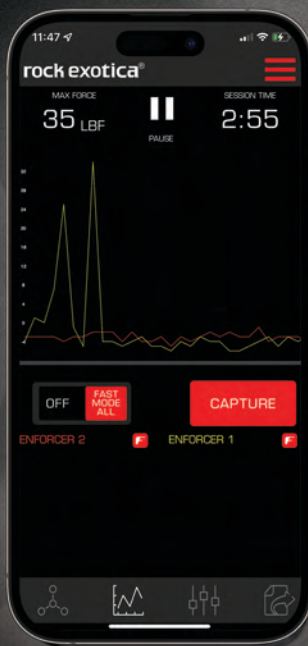 11:47
rock exotica®
MAX FORCE
35 LBF
PAUSE
SESSION TIME
2:55
OFF
FAST MODE ALL
CAPTURE
ENFORCER 2
F
ENFORCER 1
F